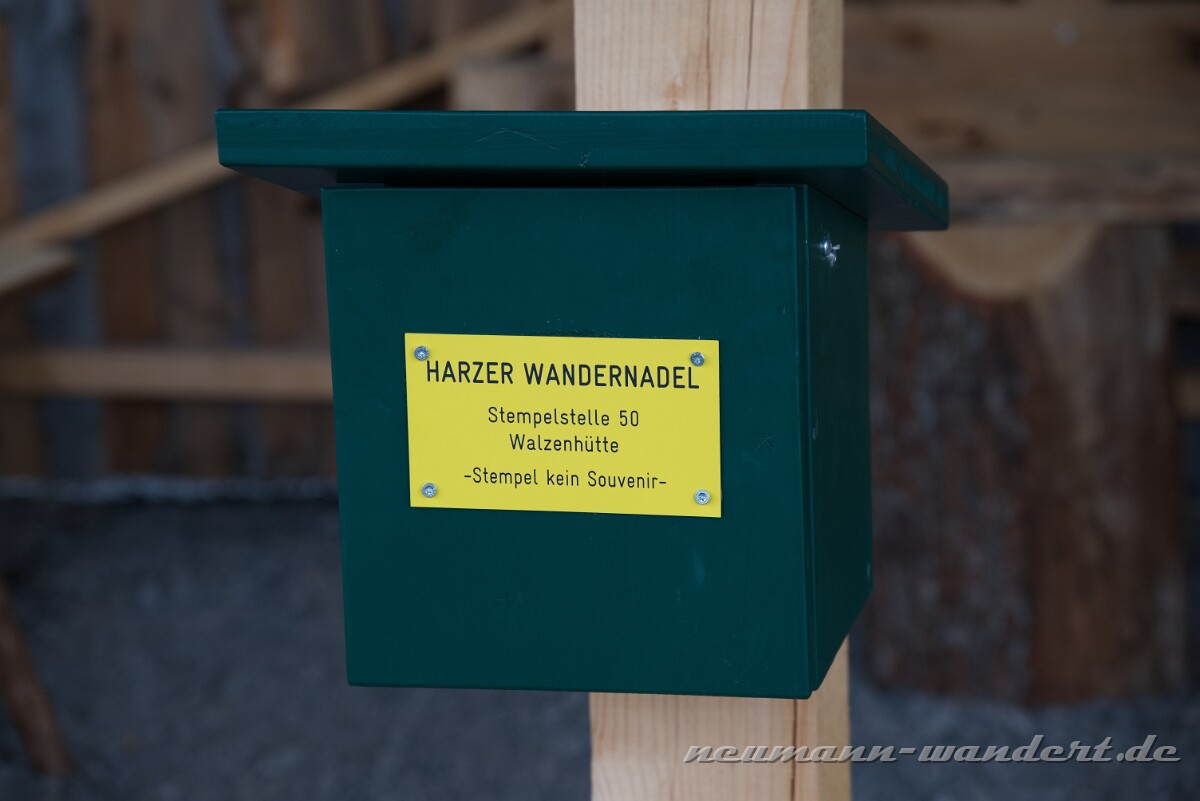 HARZER WANDERNADEL
Stempelstelle 50
Walzenhütte
-Stempel kein Souvenir-
neumann-wandert.de